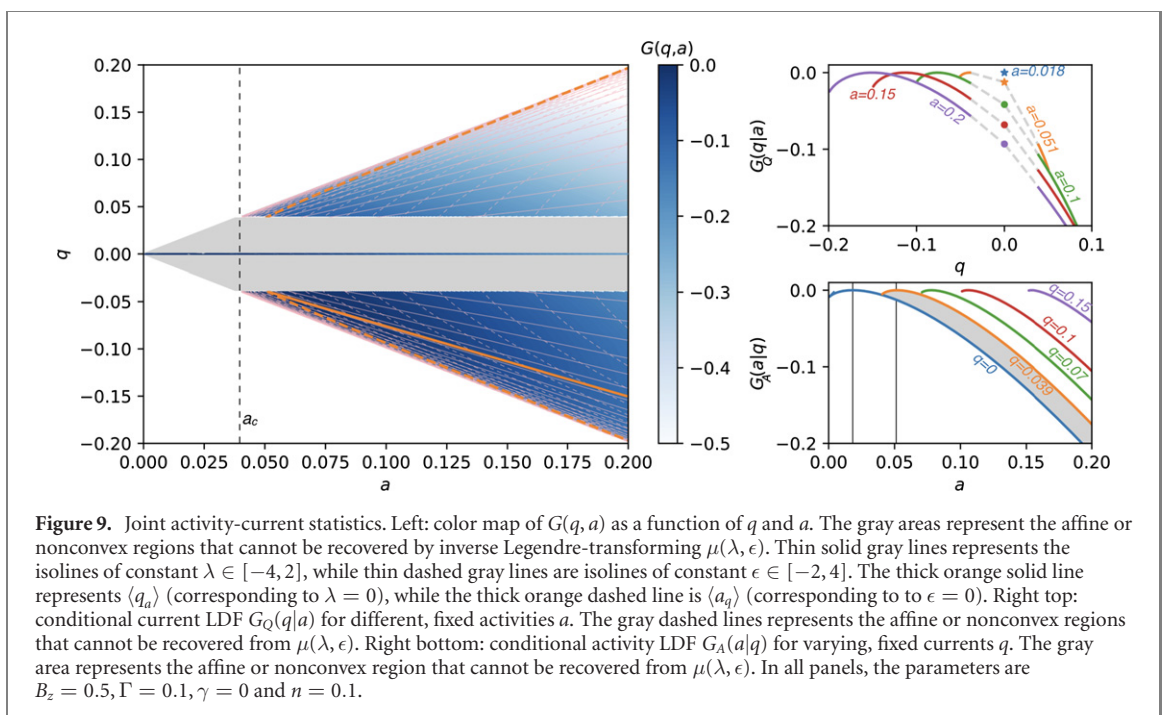 G(q,a)
0.20
0.15
0.10
0.05
0.00
−0.05
−0.10
−0.15
−0.20
q
a_c
0.000 0.025 0.050 0.075 0.100 0.125 0.150 0.175 0.200
a
0.0
−0.1
−0.2
−0.3
−0.4
−0.5
0.0
−0.1
−0.2
G_Q(q|a)
a=0.018
a=0.15
a=0.2
a=0.051
a=0.1
−0.2 −0.1 0.0 0.1
q
0.0
−0.1
−0.2
G_A(a|q)
q=0.15
q=0.1
q=0.07
q=0.039
q=0
0.00 0.05 0.10 0.15 0.20
a
Figure 9. Joint activity-current statistics. Left: color map of G(q, a) as a function of q and a. The gray areas represent the affine or
nonconvex regions that cannot be recovered by inverse Legendre-transforming μ(λ, ϵ). Thin solid gray lines represents the
isolines of constant λ ∈ [−4, 2], while thin dashed gray lines are isolines of constant ϵ ∈ [−2, 4]. The thick orange solid line
represents ⟨q_a⟩ (corresponding to λ = 0), while the thick orange dashed line is ⟨a_q⟩ (corresponding to to ϵ = 0). Right top:
conditional current LDF G_Q(q|a) for different, fixed activities a. The gray dashed lines represents the affine or nonconvex regions
that cannot be recovered from μ(λ, ϵ). Right bottom: conditional activity LDF G_A(a|q) for varying, fixed currents q. The gray
area represents the affine or nonconvex region that cannot be recovered from μ(λ, ϵ). In all panels, the parameters are
B_z = 0.5, Γ = 0.1, γ = 0 and n = 0.1.